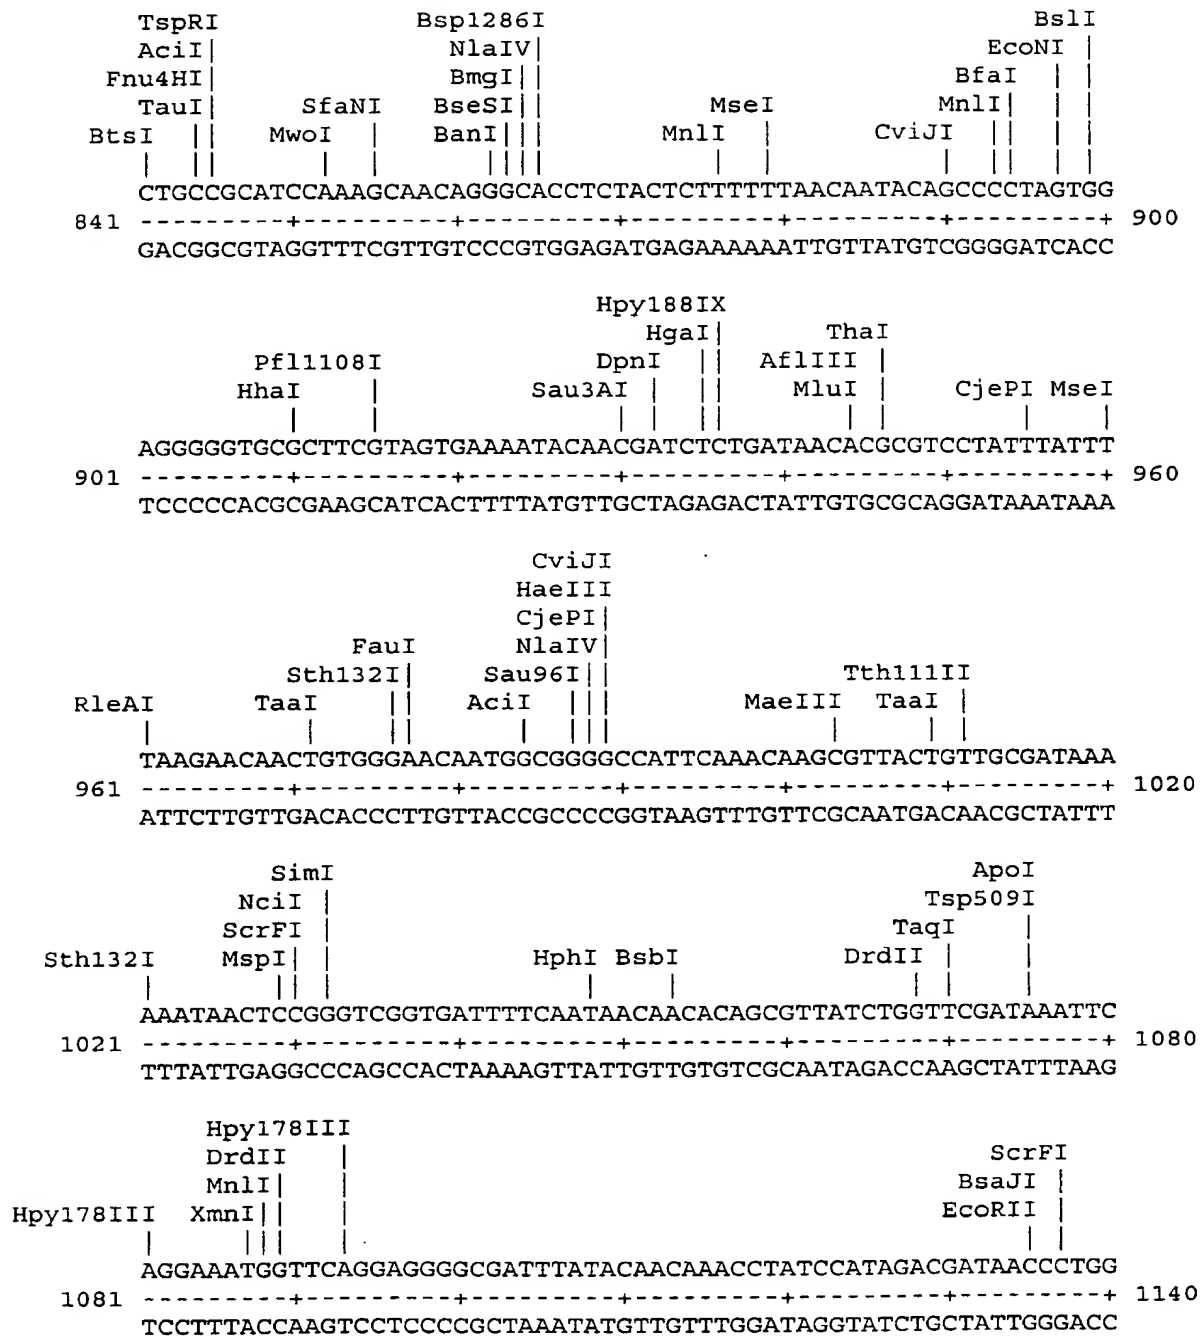 TspRI Bsp1286I BslI
AciI| NlaIV| EcoNI |
Fnu4HI| BmgI || BfaI | |
TauI| SfaNI BseSI| || MseI MnlI| | |
BtsI || MwoI | BanI| || MnlI | CviJI || | |
| || | | |||| | | | || | |
CTGCCGCATCCAAAGCAACAGGGCACCTCTACTCTTTTTTAACAATACAGCCCCTAGTGG
841 ---------+---------+---------+---------+---------+---------+ 900
GACGGCGTAGGTTTCGTTGTCCCGTGGAGATGAGAAAAAATTGTTATGTCGGGGATCACC
Hpy188IX
HgaI| ThaI
Pfl1108I DpnI || AflIII |
HhaI | Sau3AI | || MluI | CjePI MseI
| | | | || | | | |
AGGGGGTGCGCTTCGTAGTGAAAATACAACGATCTCTGATAACACGCGTCCTATTTATTT
901 ---------+---------+---------+---------+---------+---------+ 960
TCCCCCACGCGAAGCATCACTTTTATGTTGCTAGAGACTATTGTGCGCAGGATAAATAAA
CviJI
HaeIII
CjePI|
FauI NlaIV|
Sth132I| Sau96I|| Tth111II
RleAI TaaI || AciI ||| MaeIII TaaI |
| | || | ||| | | |
TAAGAACAACTGTGGGAACAATGGCGGGGCCATTCAAACAAGCGTTACTGTTGCGATAAA
961 ---------+---------+---------+---------+---------+---------+ 1020
ATTCTTGTTGACACCCTTGTTACCGCCCCGGTAAGTTTGTTCGCAATGACAACGCTATTT
SimI ApoI
NciI | Tsp509I
ScrFI | TaqI |
Sth132I MspI| | HphI BsbI DrdII | |
| || | | | | | |
AAATAACTCCGGGTCGGTGATTTTCAATAACAACACAGCGTTATCTGGTTCGATAAATTC
1021 ---------+---------+---------+---------+---------+---------+ 1080
TTTATTGAGGCCCAGCCACTAAAAGTTATTGTTGTGTCGCAATAGACCAAGCTATTTAAG
Hpy178III
DrdII | ScrFI
MnlI| | BsaJI |
Hpy178III XmnI|| | EcoRII |
| ||| | | |
AGGAAATGGTTCAGGAGGGGCGATTTATACAACAAACCTATCCATAGACGATAACCCTGG
1081 ---------+---------+---------+---------+---------+---------+ 1140
TCCTTTACCAAGTCCTCCCCGCTAAATATGTTGTTTGGATAGGTATCTGCTATTGGGACC